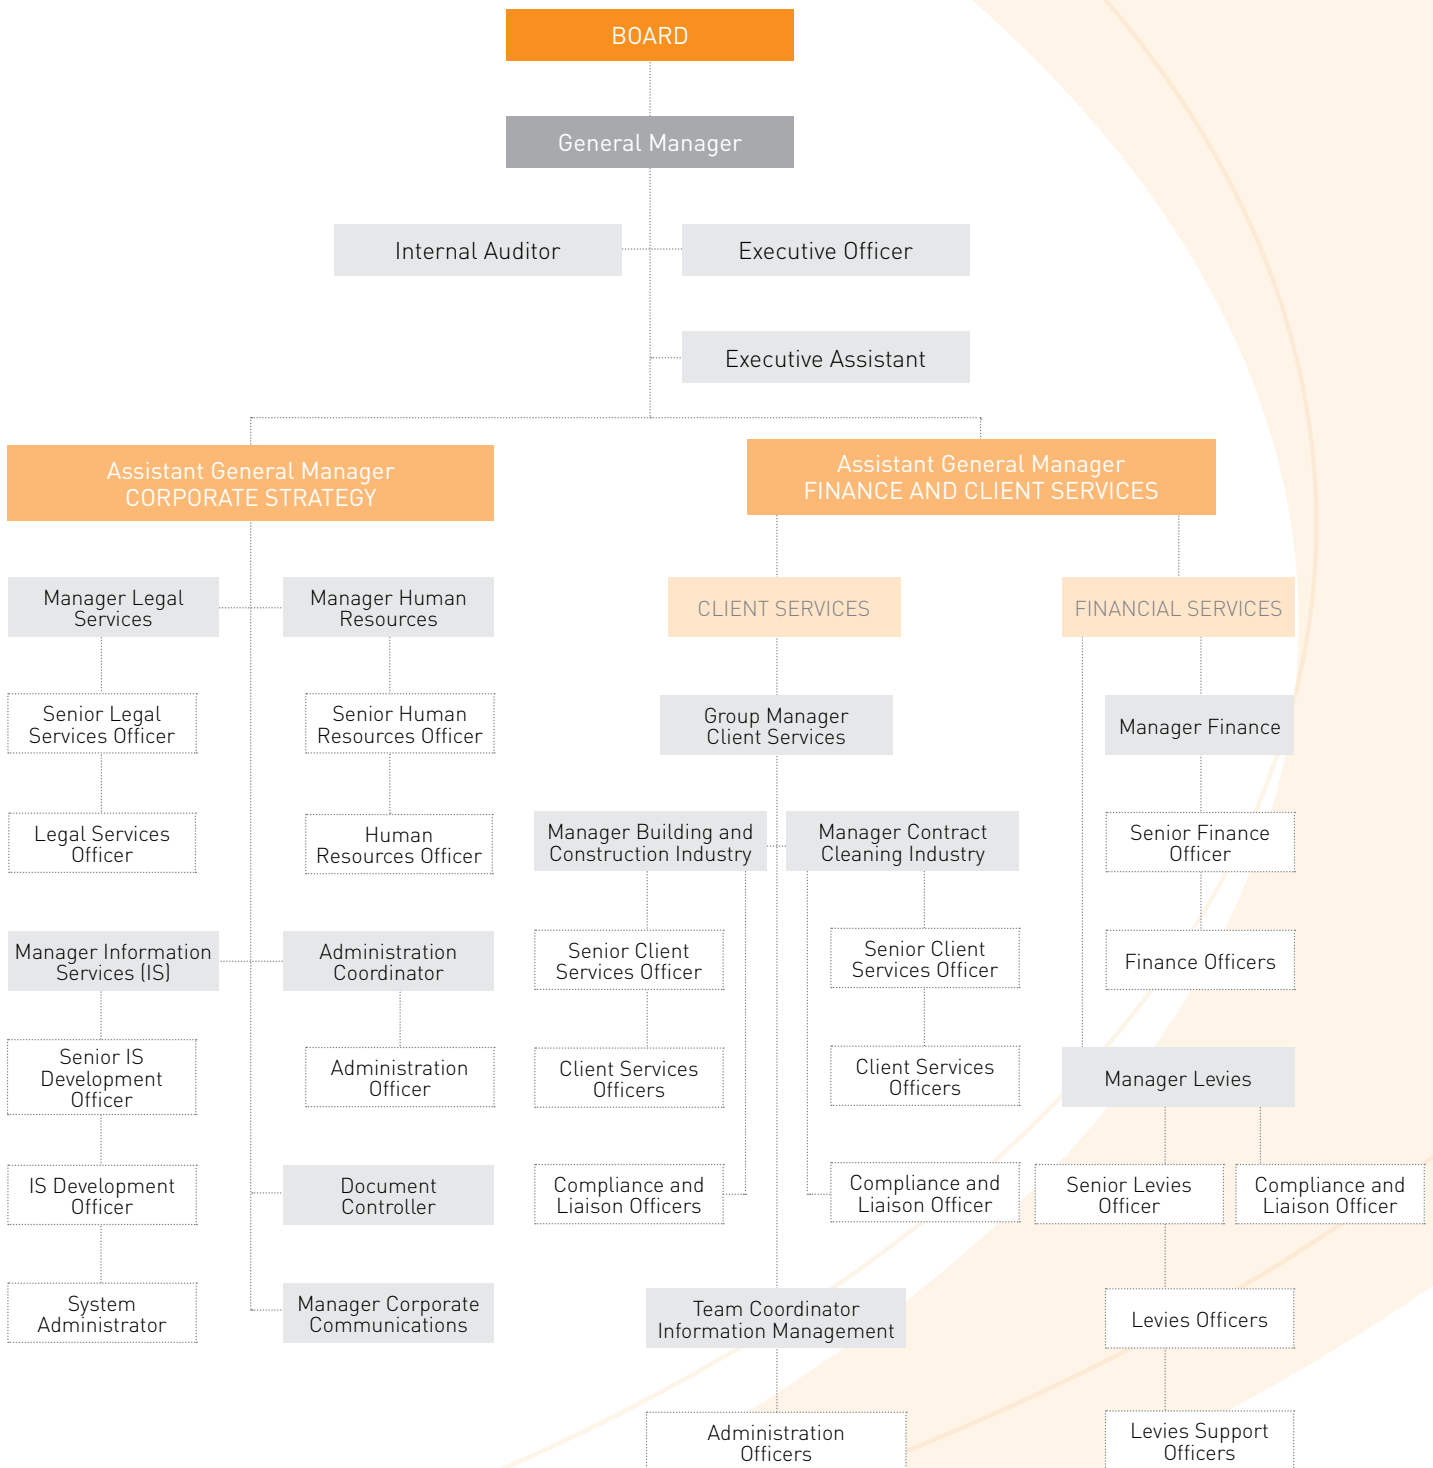 BOARD
General Manager
Internal Auditor
Executive Officer
Executive Assistant
Assistant General Manager
CORPORATE STRATEGY
Assistant General Manager
FINANCE AND CLIENT SERVICES
Manager Legal
Services
Manager Human
Resources
CLIENT SERVICES
FINANCIAL SERVICES
Senior Legal
Services Officer
Senior Human
Resources Officer
Group Manager
Client Services
Manager Finance
Legal Services
Officer
Human
Resources Officer
Manager Building and
Construction Industry
Manager Contract
Cleaning Industry
Senior Finance
Officer
Manager Information
Services (IS)
Administration
Coordinator
Senior Client
Services Officer
Senior Client
Services Officer
Finance Officers
Senior IS
Development
Officer
Administration
Officer
Client Services
Officers
Client Services
Officers
Manager Levies
IS Development
Officer
Document
Controller
Compliance and
Liaison Officers
Compliance and
Liaison Officer
Senior Levies
Officer
Compliance and
Liaison Officer
System
Administrator
Manager Corporate
Communications
Team Coordinator
Information Management
Levies Officers
Administration
Officers
Levies Support
Officers